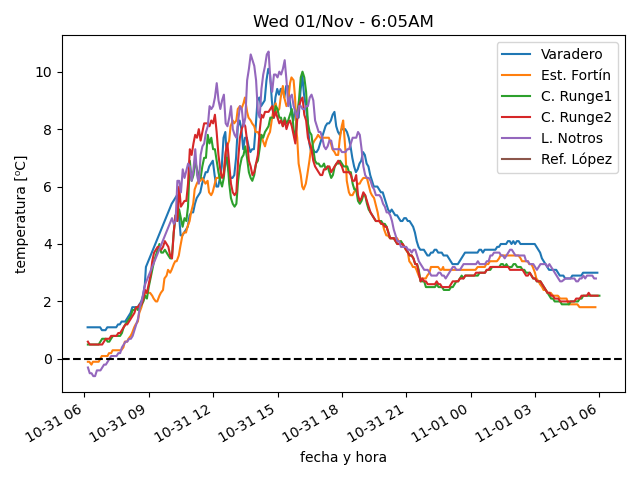 Wed 01/Nov - 6:05AM
temperatura [ºC]
10
8
6
4
2
0
Varadero
Est. Fortín
C. Runge1
C. Runge2
L. Notros
Ref. López
10-31 06
10-31 09
10-31 12
10-31 15
10-31 18
10-31 21
11-01 00
11-01 03
11-01 06
fecha y hora